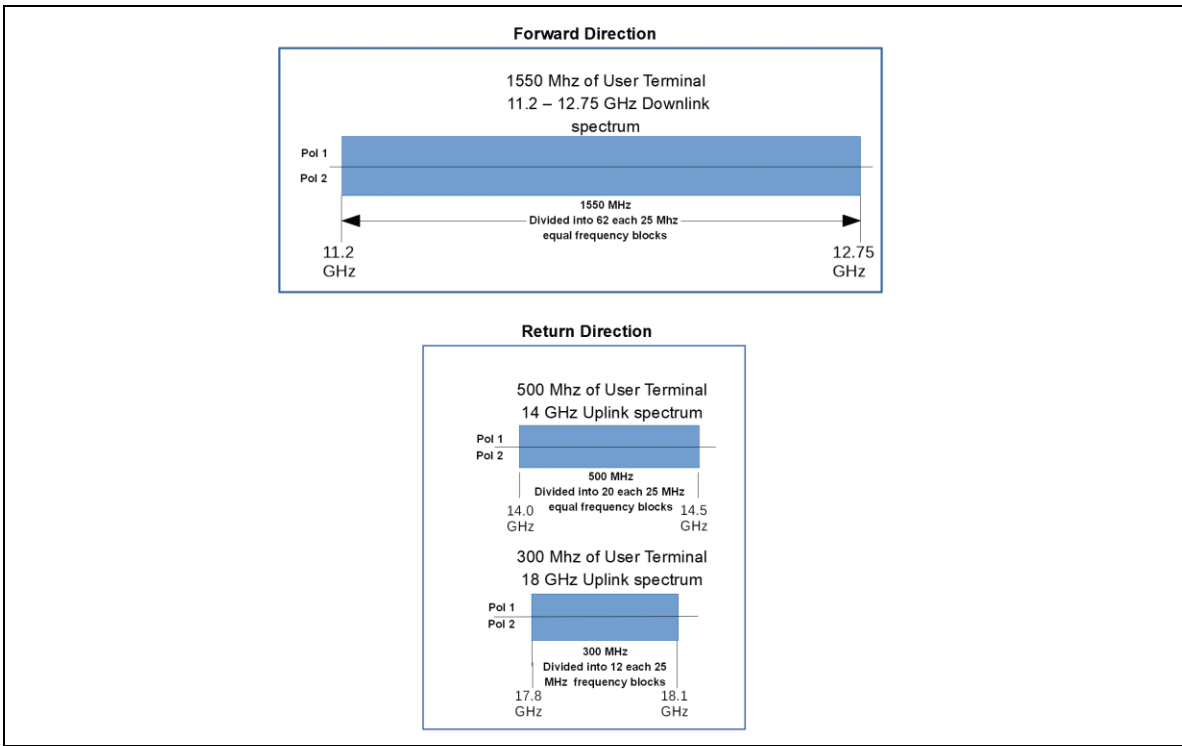 Forward Direction
1550 Mhz of User Terminal
11.2 – 12.75 GHz Downlink
spectrum
Pol 1
Pol 2
1550 MHz
Divided into 62 each 25 Mhz
equal frequency blocks
11.2
GHz
12.75
GHz
Return Direction
500 Mhz of User Terminal
14 GHz Uplink spectrum
Pol 1
Pol 2
500 MHz
Divided into 20 each 25 MHz
equal frequency blocks
14.0
GHz
14.5
GHz
300 Mhz of User Terminal
18 GHz Uplink spectrum
Pol 1
Pol 2
300 MHz
Divided into 12 each 25
MHz frequency blocks
17.8
GHz
18.1
GHz